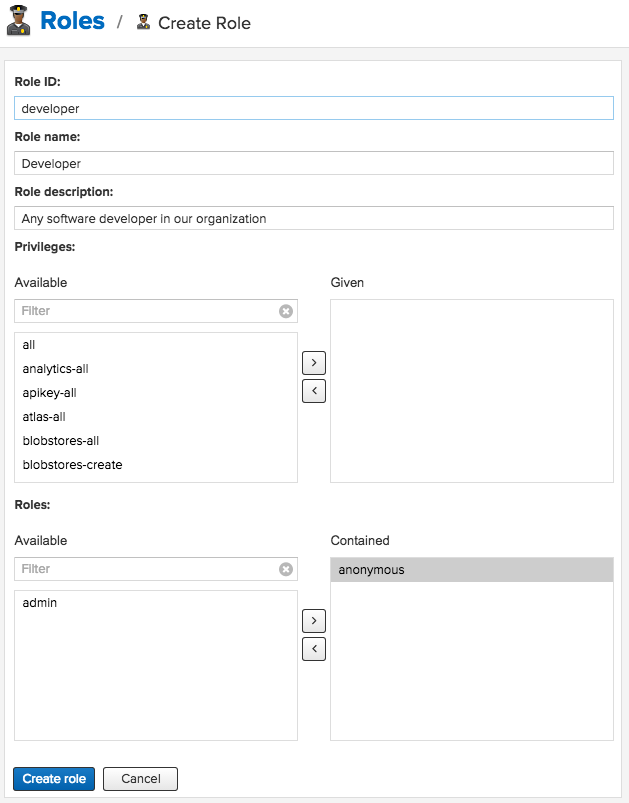 Roles / Create Role
Role ID:
developer
Role name:
Developer
Role description:
Any software developer in our organization
Privileges:
Available
Given
Filter
all
analytics-all
apikey-all
atlas-all
blobstores-all
blobstores-create
>
<
Roles:
Available
Contained
Filter
anonymous
admin
>
<
Create role
Cancel